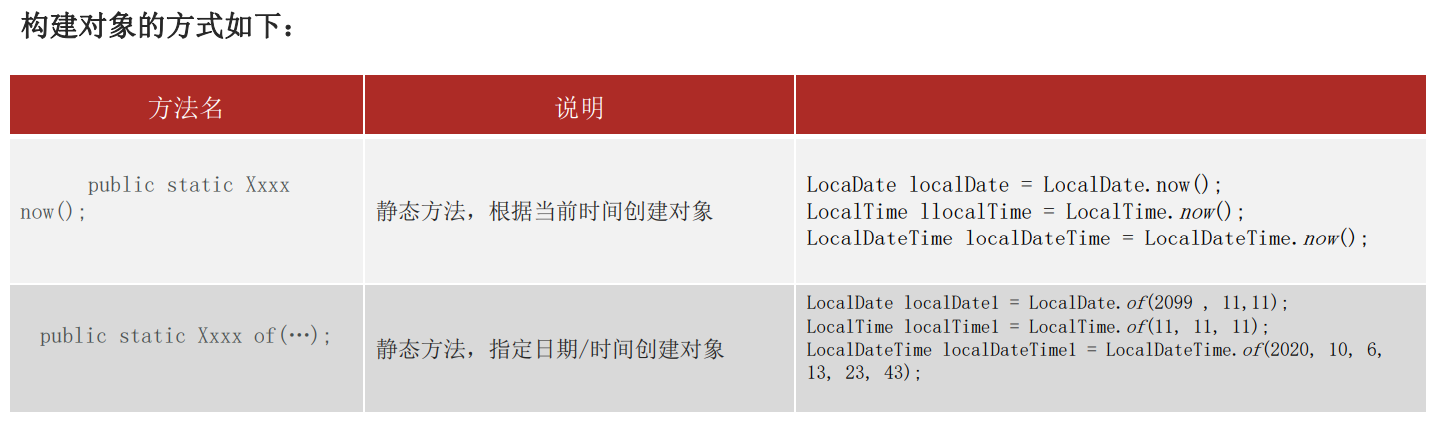 构建对象的方式如下：
方法名
说明
public static Xxxx
now();
静态方法，根据当前时间创建对象
LocaDate localDate = LocalDate.now();
LocalTime llocalTime = LocalTime.now();
LocalDateTime localDateTime = LocalDateTime.now();
public static Xxxx of(…);
静态方法，指定日期/时间创建对象
LocalDate localDate1 = LocalDate.of(2099 , 11,11);
LocalTime localTime1 = LocalTime.of(11, 11, 11);
LocalDateTime localDateTime1 = LocalDateTime.of(2020, 10, 6,
13, 23, 43);